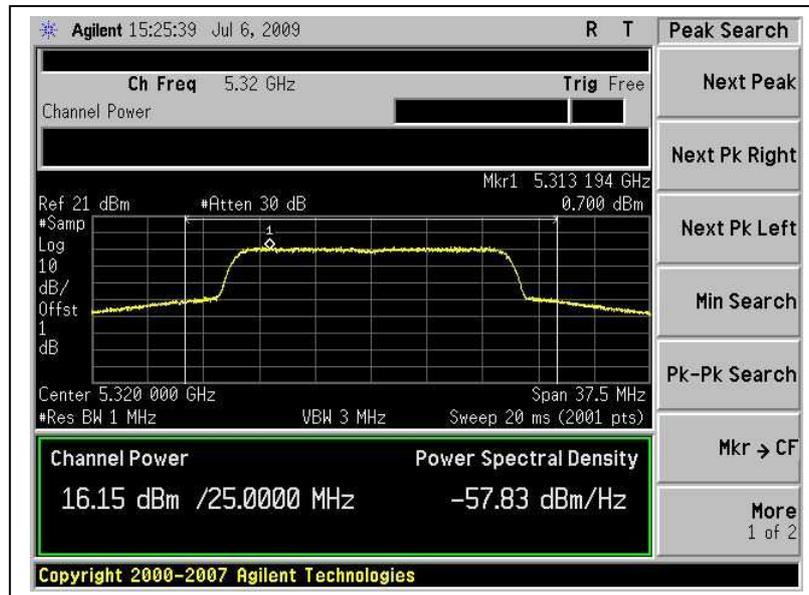 Agilent 15:25:39 Jul 6, 2009 R T
Peak Search
Ch Freq 5.32 GHz Trig Free
Channel Power
Next Peak
Next Pk Right
Mkr1 5.313 194 GHz
Ref 21 dBm #Atten 30 dB 0.700 dBm
#Samp
Log
10
dB/
Offst
1
dB
1
Next Pk Left
Min Search
Pk-Pk Search
Center 5.320 000 GHz Span 37.5 MHz
#Res BW 1 MHz VBW 3 MHz Sweep 20 ms (2001 pts)
Channel Power Power Spectral Density
16.15 dBm /25.0000 MHz -57.83 dBm/Hz
Mkr → CF
More
1 of 2
Copyright 2000-2007 Agilent Technologies